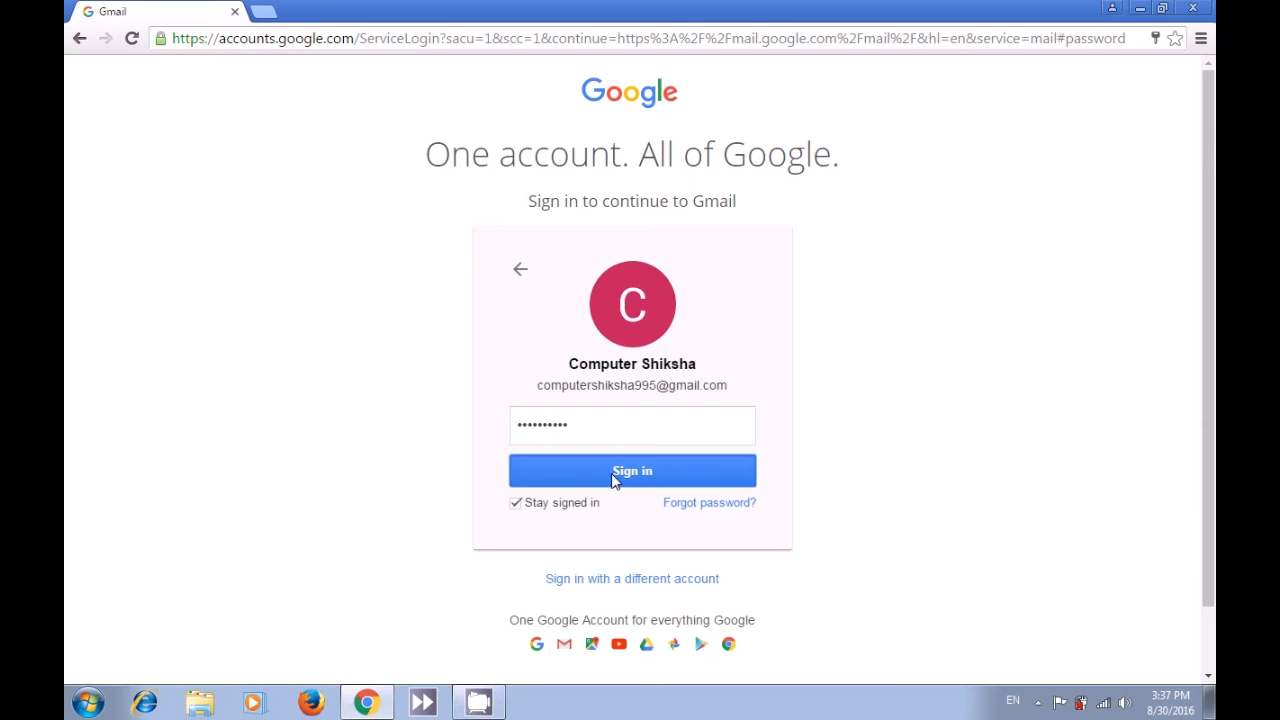 Gmail
https://accounts.google.com/ServiceLogin?sacu=1&scc=1&continue=https%3A%2F%2Fmail.google.com%2Fmail%2F&hl=en&service=mail#password
Google
One account. All of Google.
Sign in to continue to Gmail
C
Computer Shiksha
computershiksha995@gmail.com
••••••••••
Sign in
Stay signed in Forgot password?
Sign in with a different account
One Google Account for everything Google
EN 3:37 PM
8/30/2016